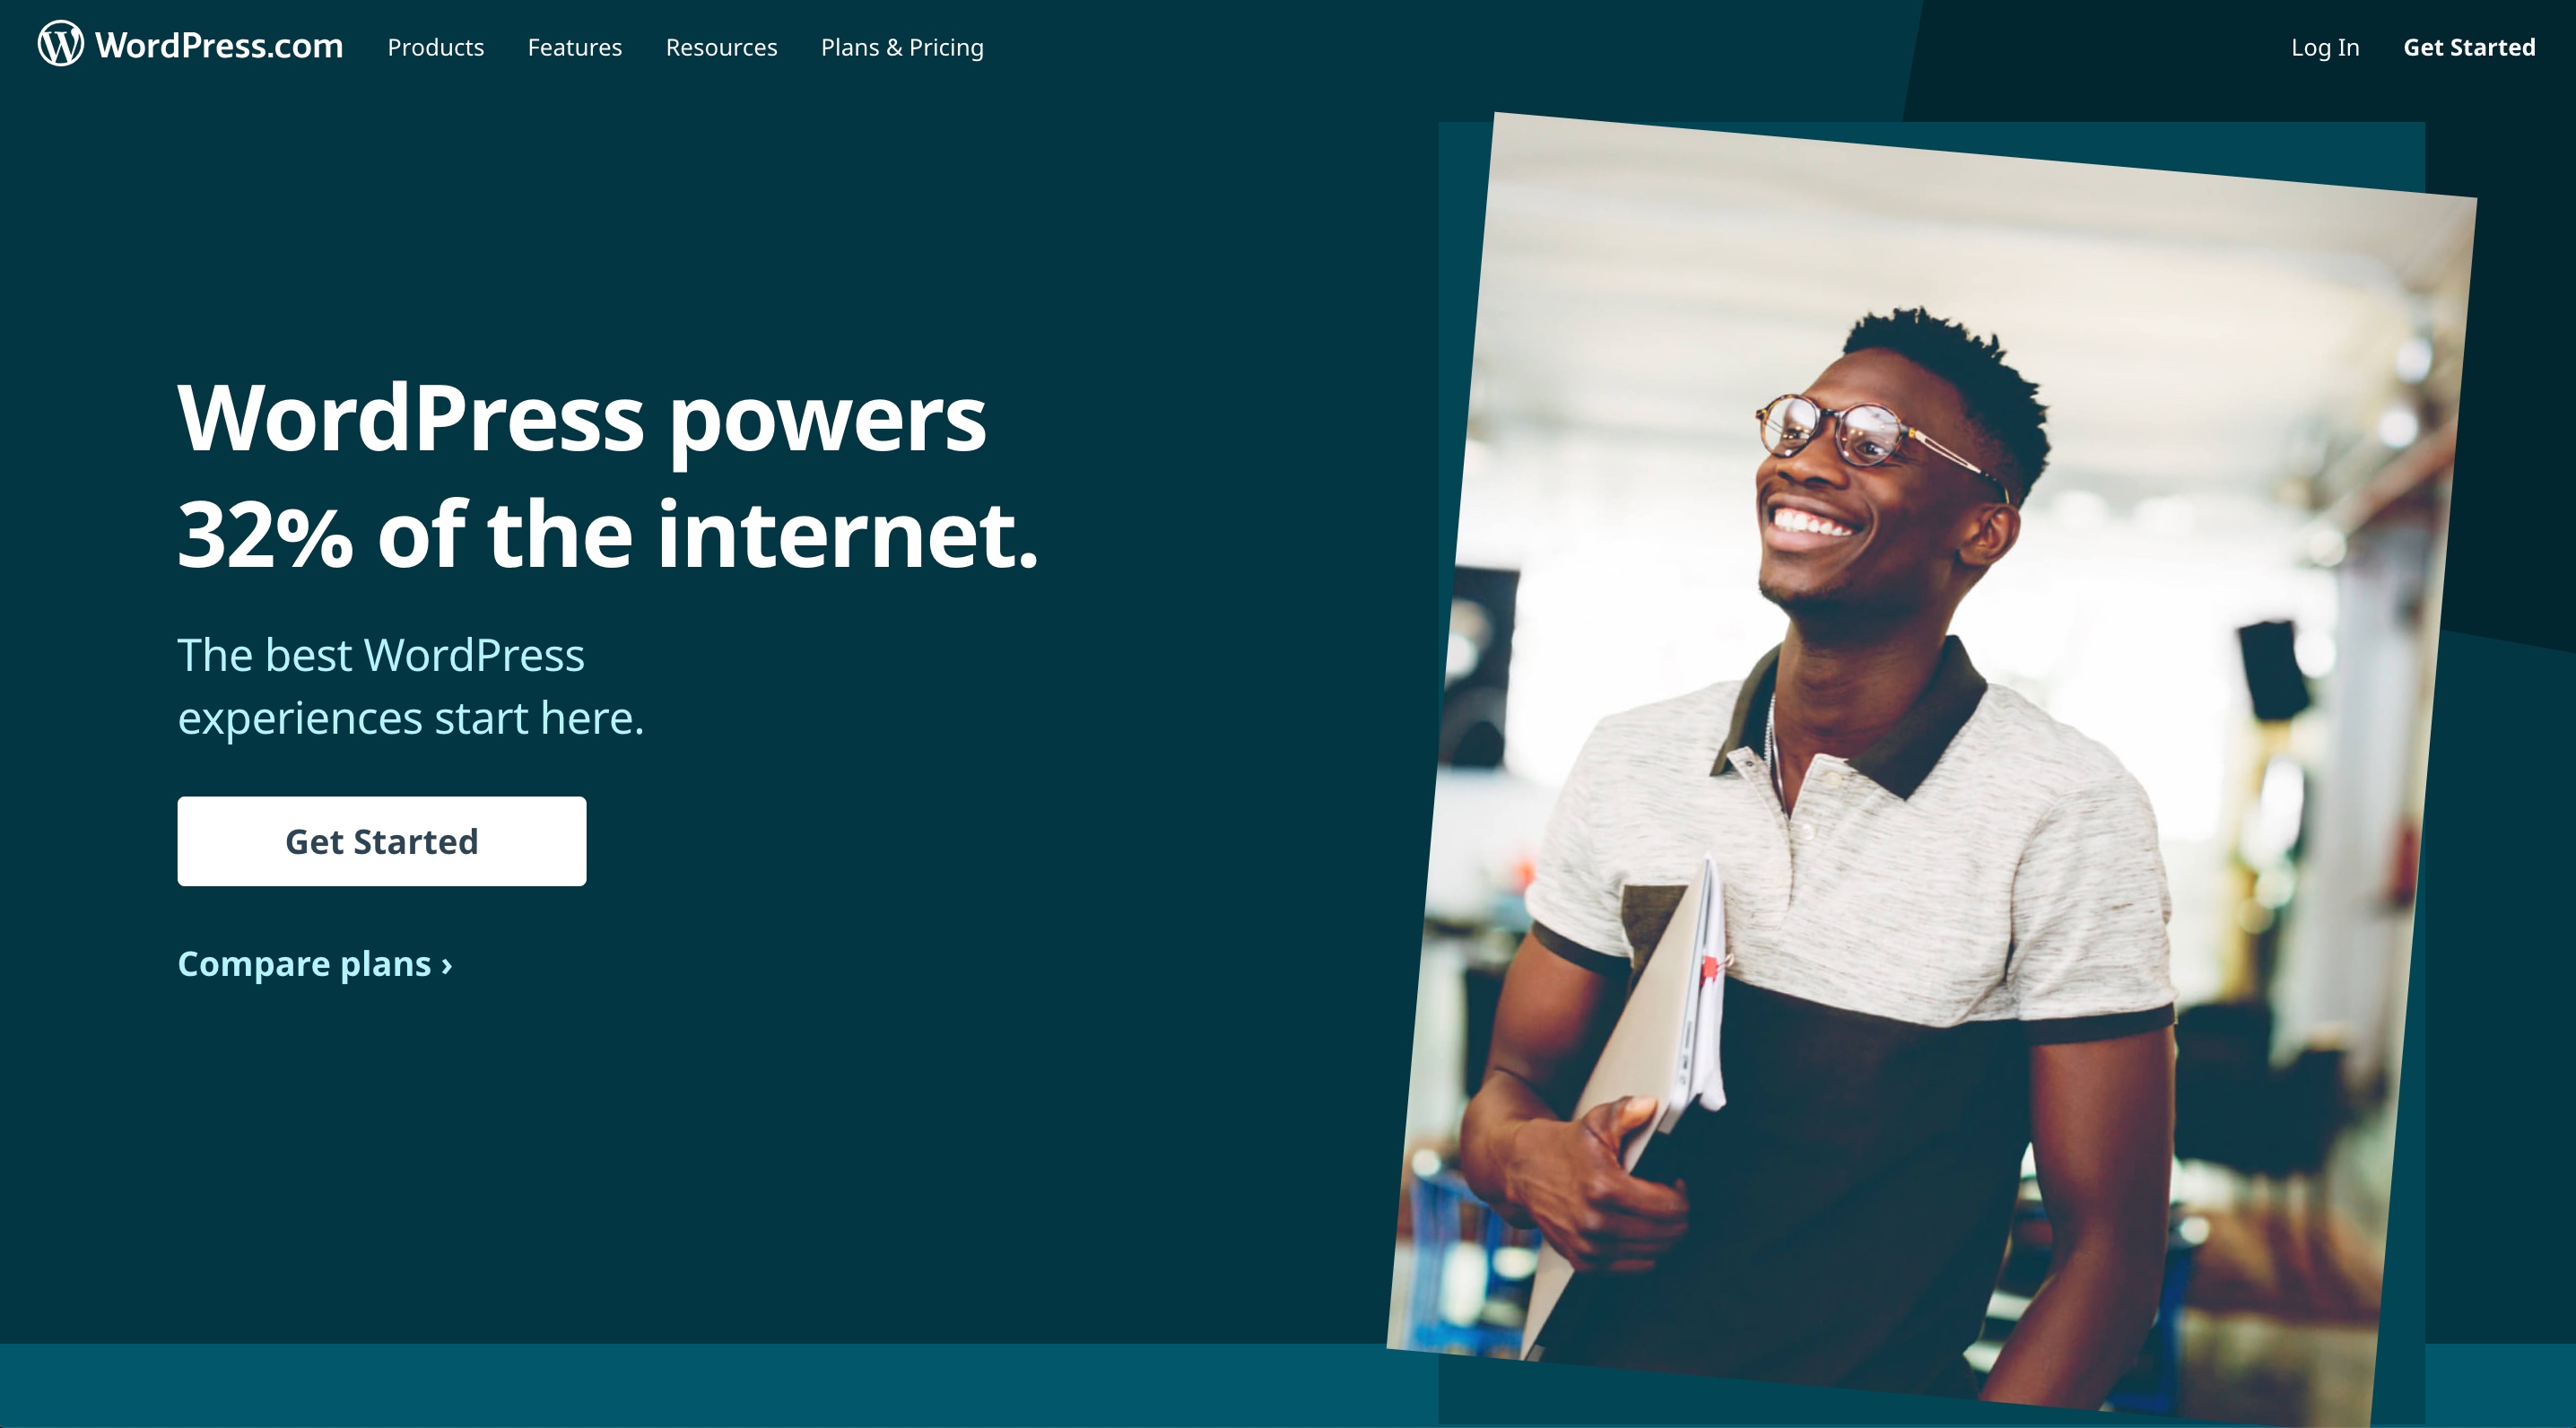 WordPress.com
Products
Features
Resources
Plans & Pricing
Log In
Get Started
WordPress powers
32% of the internet.
The best WordPress
experiences start here.
Get Started
Compare plans ›